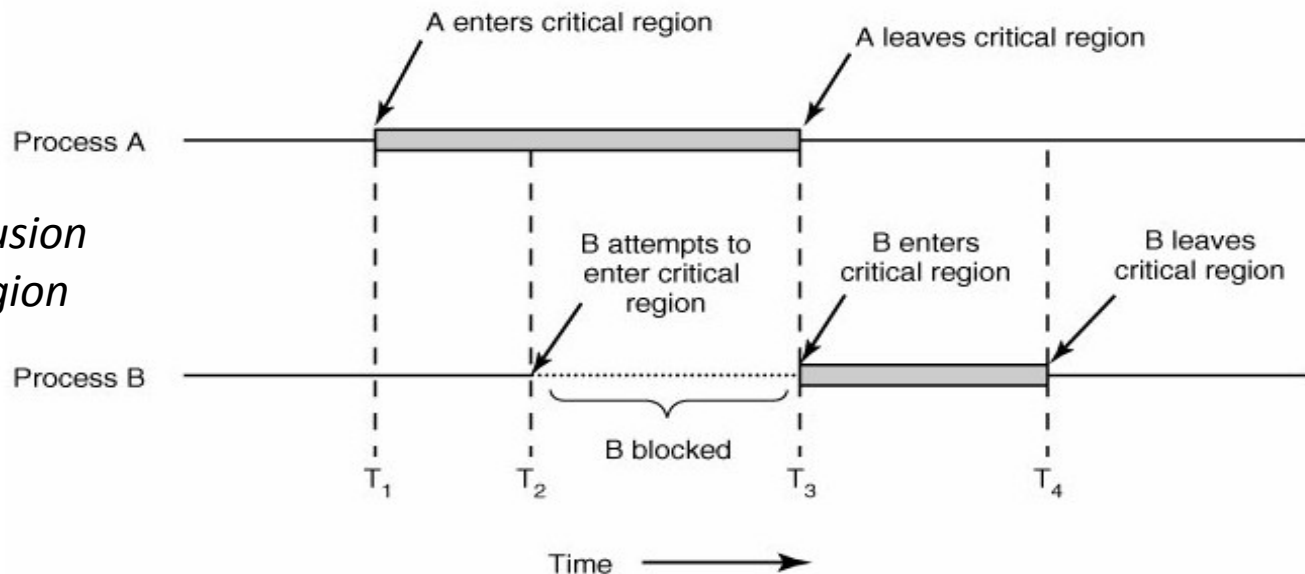 A enters critical region
A leaves critical region
Process A
usion
gion
B attempts to
enter critical
region
B enters
critical region
B leaves
critical region
Process B
B blocked
T₁
T₂
T₃
T₄
Time